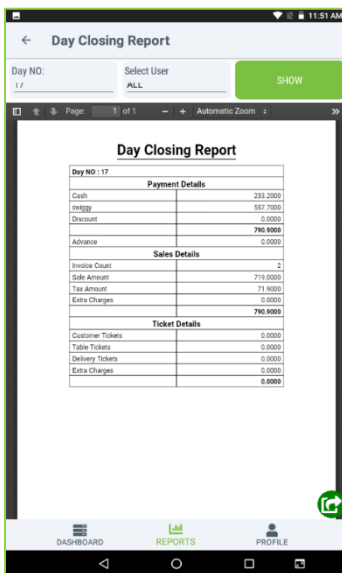 11:51 AM
Day Closing Report
Day NO:
17
Select User
ALL
SHOW
Page: 1 of 1 − + Automatic Zoom
Day Closing Report
Day NO : 17
Payment Details
Cash 233.2000
swiggy 557.7000
Discount 0.0000
790.9000
Advance 0.0000
Sales Details
Invoice Count 2
Sale Amount 719.0000
Tax Amount 71.9000
Extra Charges 0.0000
790.9000
Ticket Details
Customer Tickets 0.0000
Table Tickets 0.0000
Delivery Tickets 0.0000
Extra Charges 0.0000
0.0000
DASHBOARD REPORTS PROFILE